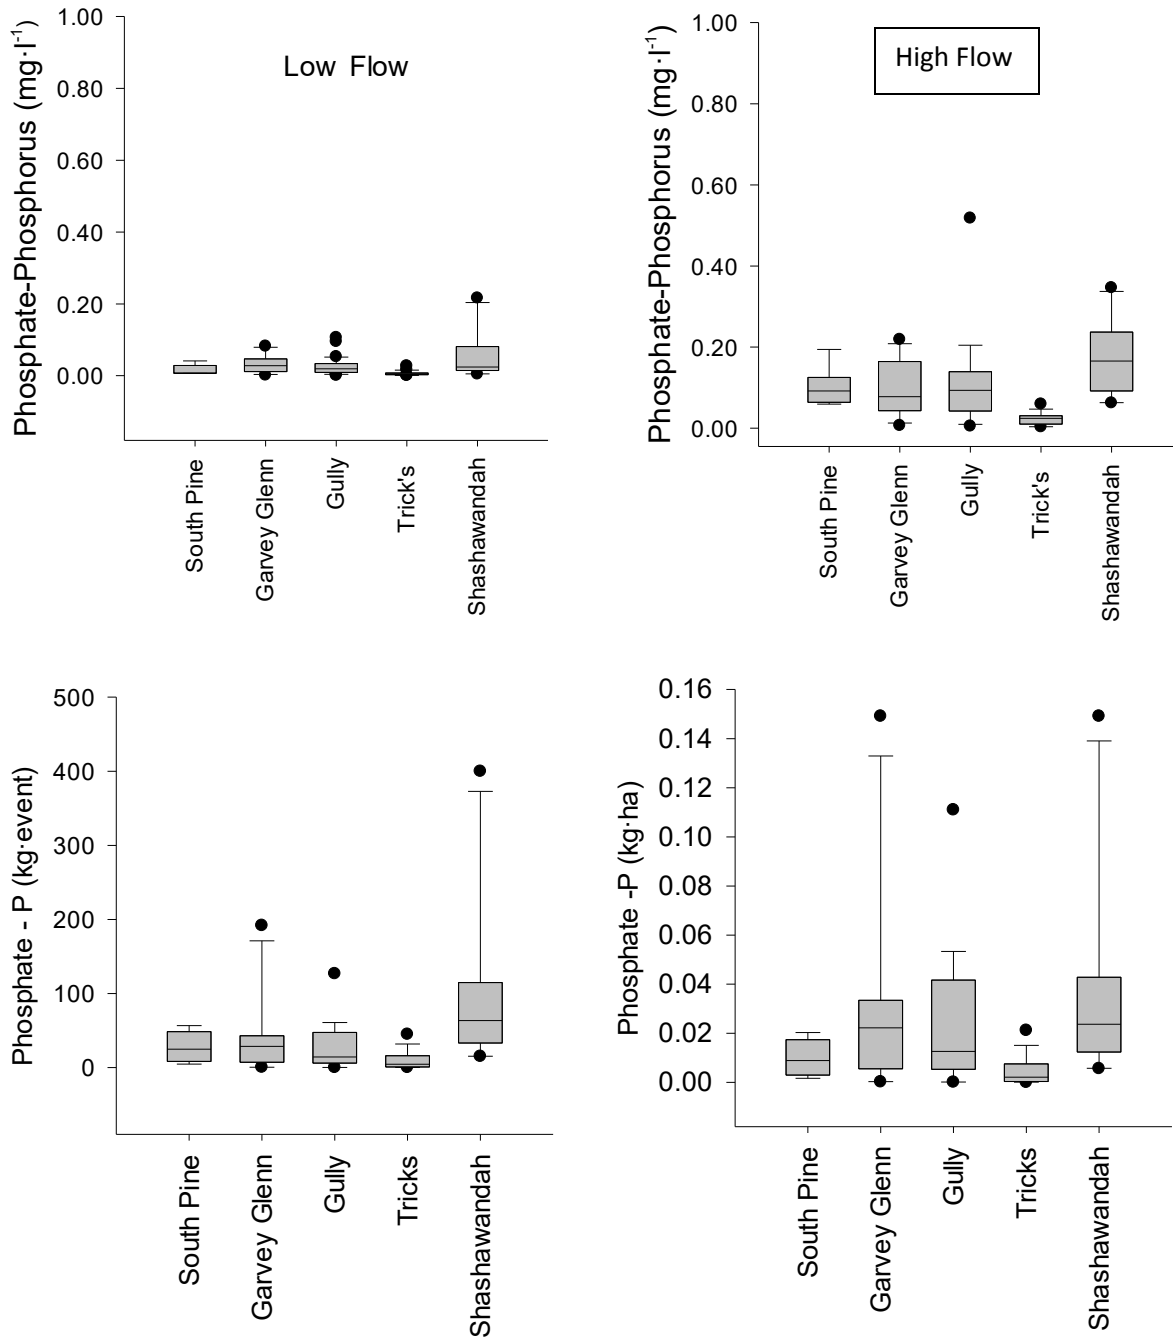 Phosphate-Phosphorus (mg·l-1)
1.00
0.80
0.60
0.40
0.20
0.00
Low Flow
South Pine
Garvey Glenn
Gully
Trick's
Shashawandah
Phosphate-Phosphorus (mg·l-1)
1.00
0.80
0.60
0.40
0.20
0.00
High Flow
South Pine
Garvey Glenn
Gully
Trick's
Shashawandah
Phosphate - P (kg·event)
500
400
300
200
100
0
South Pine
Garvey Glenn
Gully
Tricks
Shashawandah
Phosphate -P (kg·ha)
0.16
0.14
0.12
0.10
0.08
0.06
0.04
0.02
0.00
South Pine
Garvey Glenn
Gully
Tricks
Shashawandah